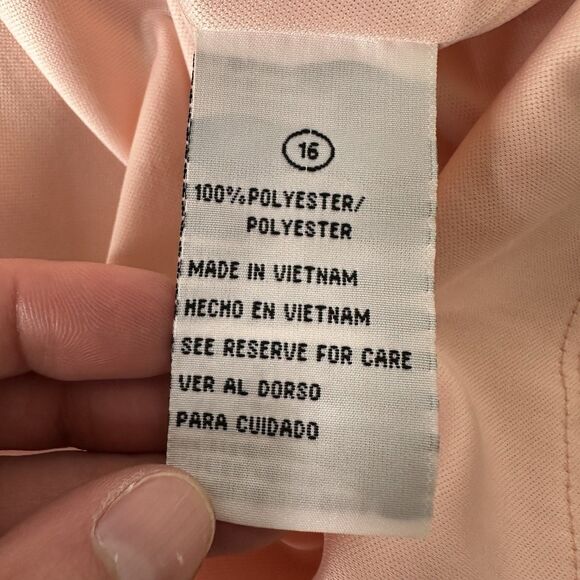 16
100% POLYESTER/
POLYESTER
MADE IN VIETNAM
HECHO EN VIETNAM
SEE RESERVE FOR CARE
VER AL DORSO
PARA CUIDADO